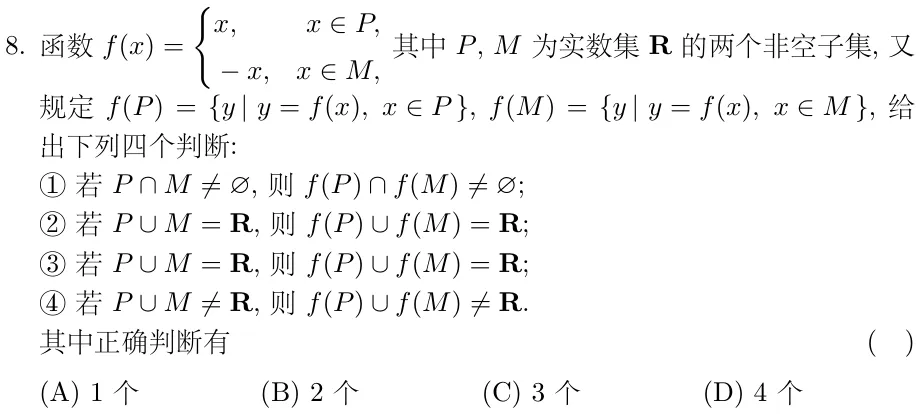 8. 函数 f(x) = { x, x ∈ P, −x, x ∈ M, 其中 P, M 为实数集 R 的两个非空子集, 又
规定 f(P) = {y | y = f(x), x ∈ P}, f(M) = {y | y = f(x), x ∈ M}, 给
出下列四个判断:
① 若 P ∩ M ≠ ∅, 则 f(P) ∩ f(M) ≠ ∅;
② 若 P ∪ M = R, 则 f(P) ∪ f(M) = R;
③ 若 P ∪ M = R, 则 f(P) ∪ f(M) = R;
④ 若 P ∪ M ≠ R, 则 f(P) ∪ f(M) ≠ R.
其中正确判断有 ( )
(A) 1 个 (B) 2 个 (C) 3 个 (D) 4 个